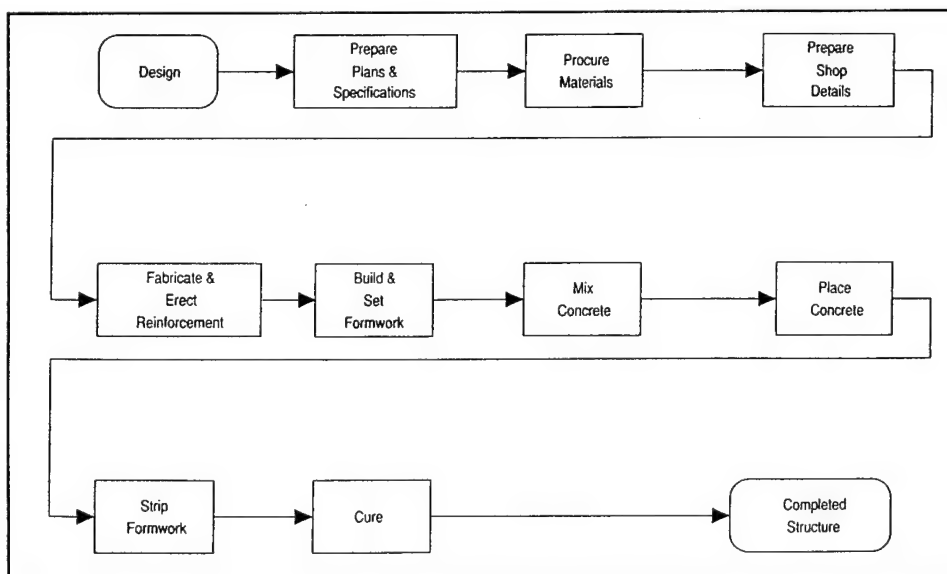 Design
Prepare
Plans &
Specifications
Procure
Materials
Prepare
Shop
Details
Fabricate &
Erect
Reinforcement
Build &
Set
Formwork
Mix
Concrete
Place
Concrete
Strip
Formwork
Cure
Completed
Structure